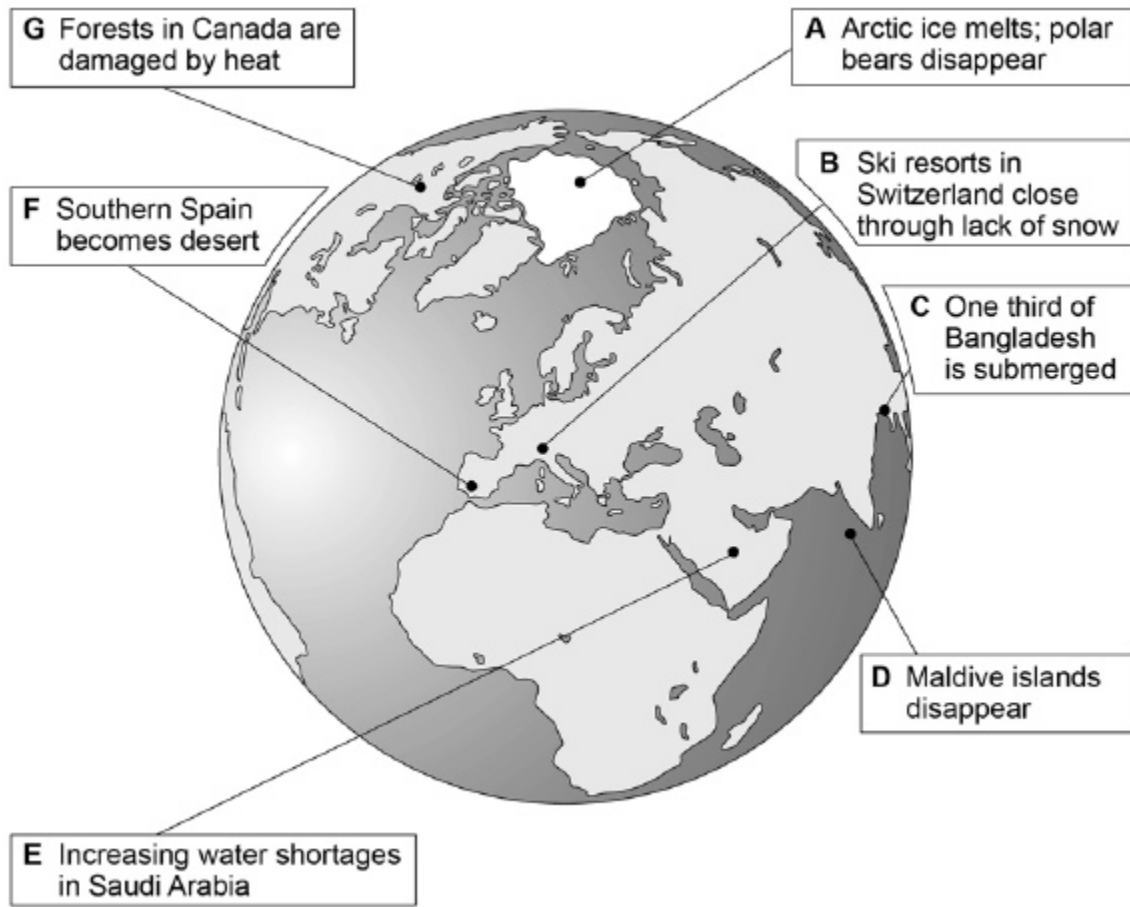 G Forests in Canada are
damaged by heat
A Arctic ice melts; polar
bears disappear
B Ski resorts in
Switzerland close
through lack of snow
F Southern Spain
becomes desert
C One third of
Bangladesh
is submerged
D Maldive islands
disappear
E Increasing water shortages
in Saudi Arabia